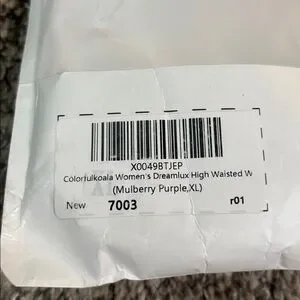 X0049BTJEP
Colorfulkoala Women's Dreamlux High Waisted W
(Mulberry Purple,XL)
New 7003 r01